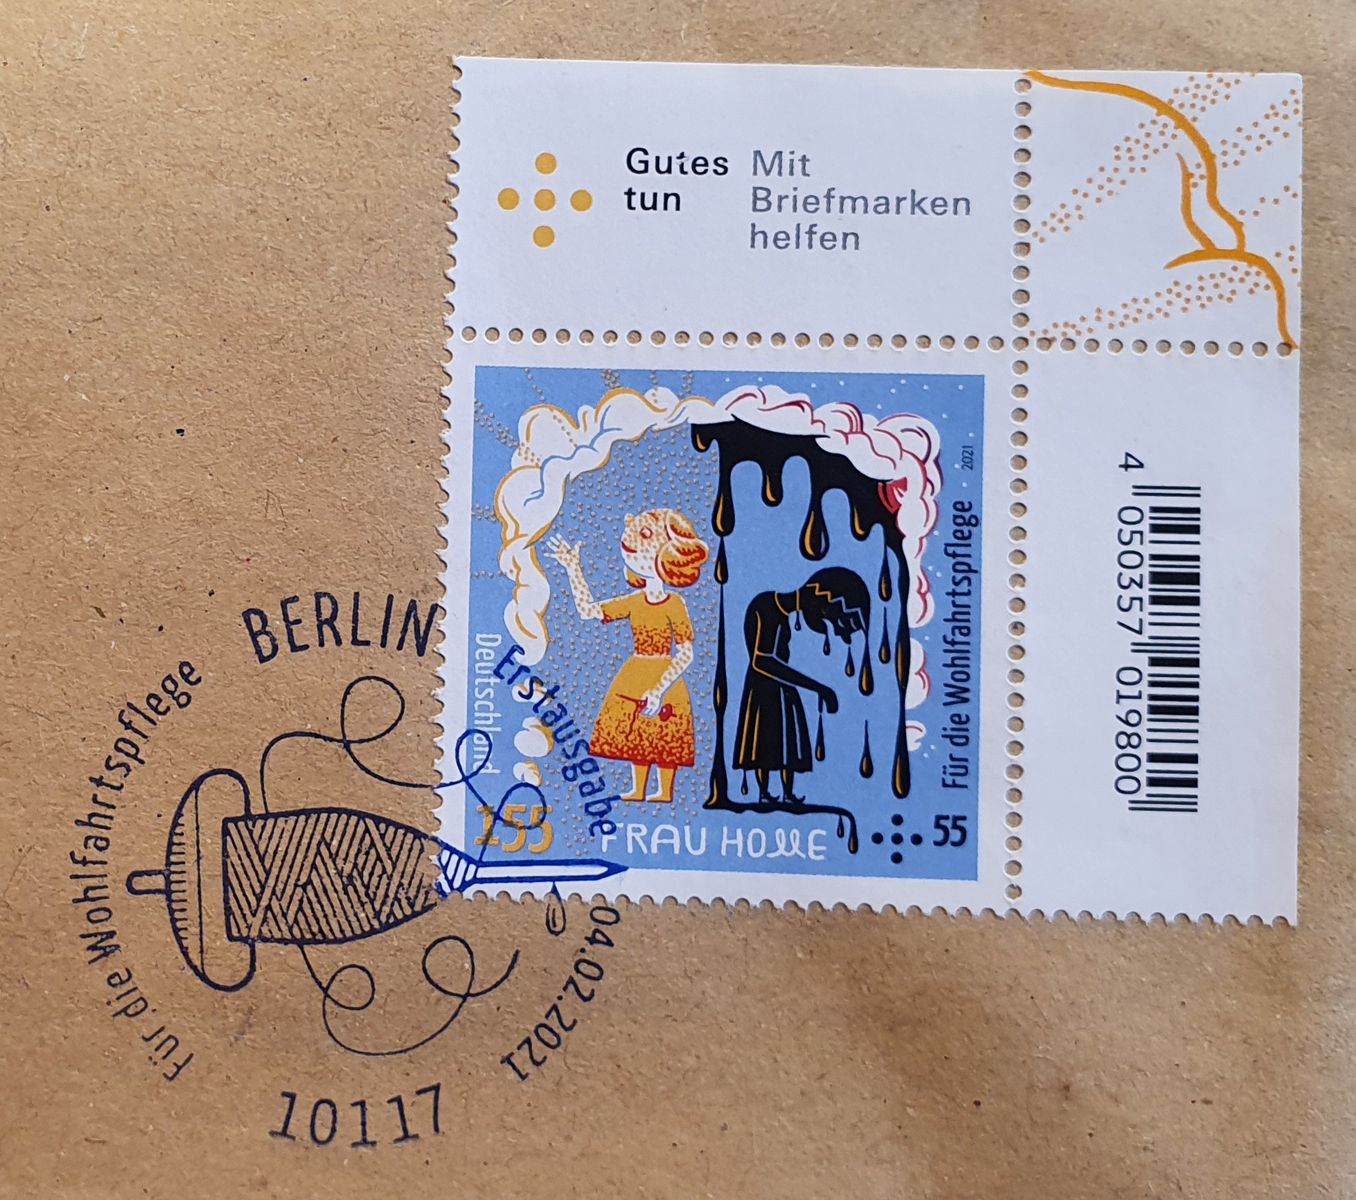 Gutes tun
Mit Briefmarken helfen
Deutschland
155
FRAU HOLLE
55
Für die Wohlfahrtspflege
2021
4 050357 019800
BERLIN
Erstausgabe
04.02.2021
10117
Für die Wohlfahrtspflege